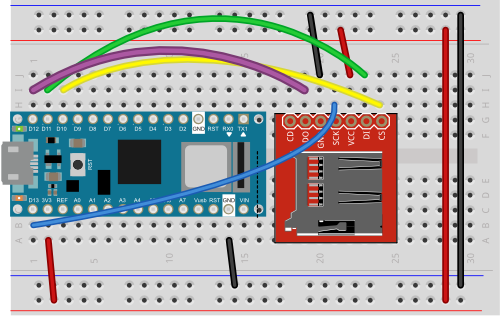 1 5 10 15 20 25 30
J
I
H
G
F
D12 D11 D10 D9 D8 D7 D6 D5 D4 D3 D2 GND RST RX0 TX1
CD DO GND SCK VCC DI CS
RST
E
D
C
B
A
D13 3V3 REF A0 A1 A2 A3 A4 A5 A6 A7 Vusb RST GND VIN
1 5 10 15 20 25 30